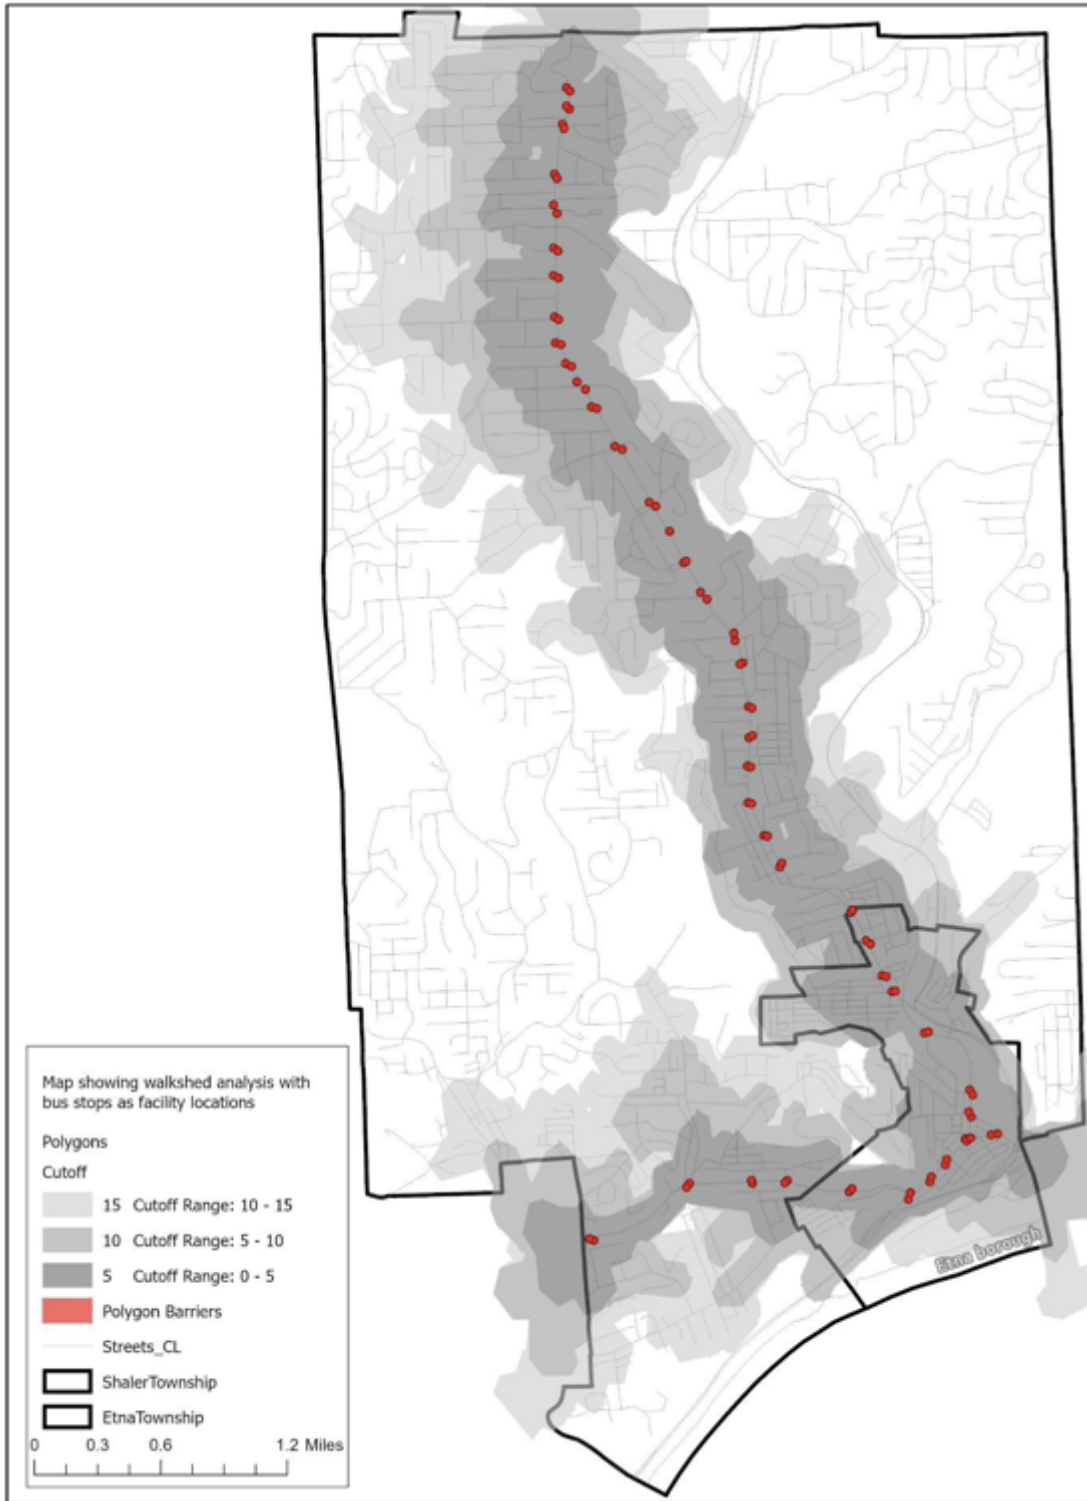 Etna borough
Map showing walkshed analysis with
bus stops as facility locations
Polygons
Cutoff
15 Cutoff Range: 10 - 15
10 Cutoff Range: 5 - 10
5 Cutoff Range: 0 - 5
Polygon Barriers
Streets_CL
ShalerTownship
EtnaTownship
0 0.3 0.6 1.2 Miles